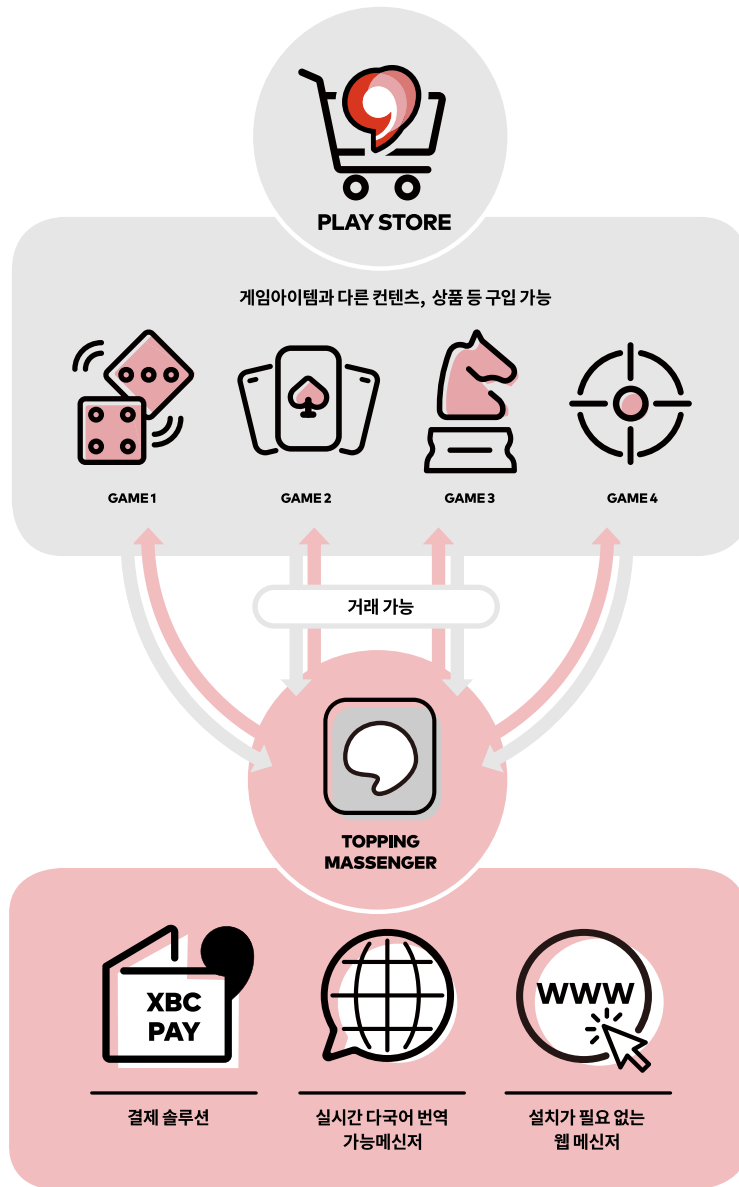 PLAY STORE
게임아이템과 다른 컨텐츠, 상품 등 구입 가능
GAME 1
GAME 2
GAME 3
GAME 4
거래 가능
TOPPING
MASSENGER
XBC
PAY
WWW
결제 솔루션
실시간 다국어 번역
가능메신저
설치가 필요 없는
웹 메신저